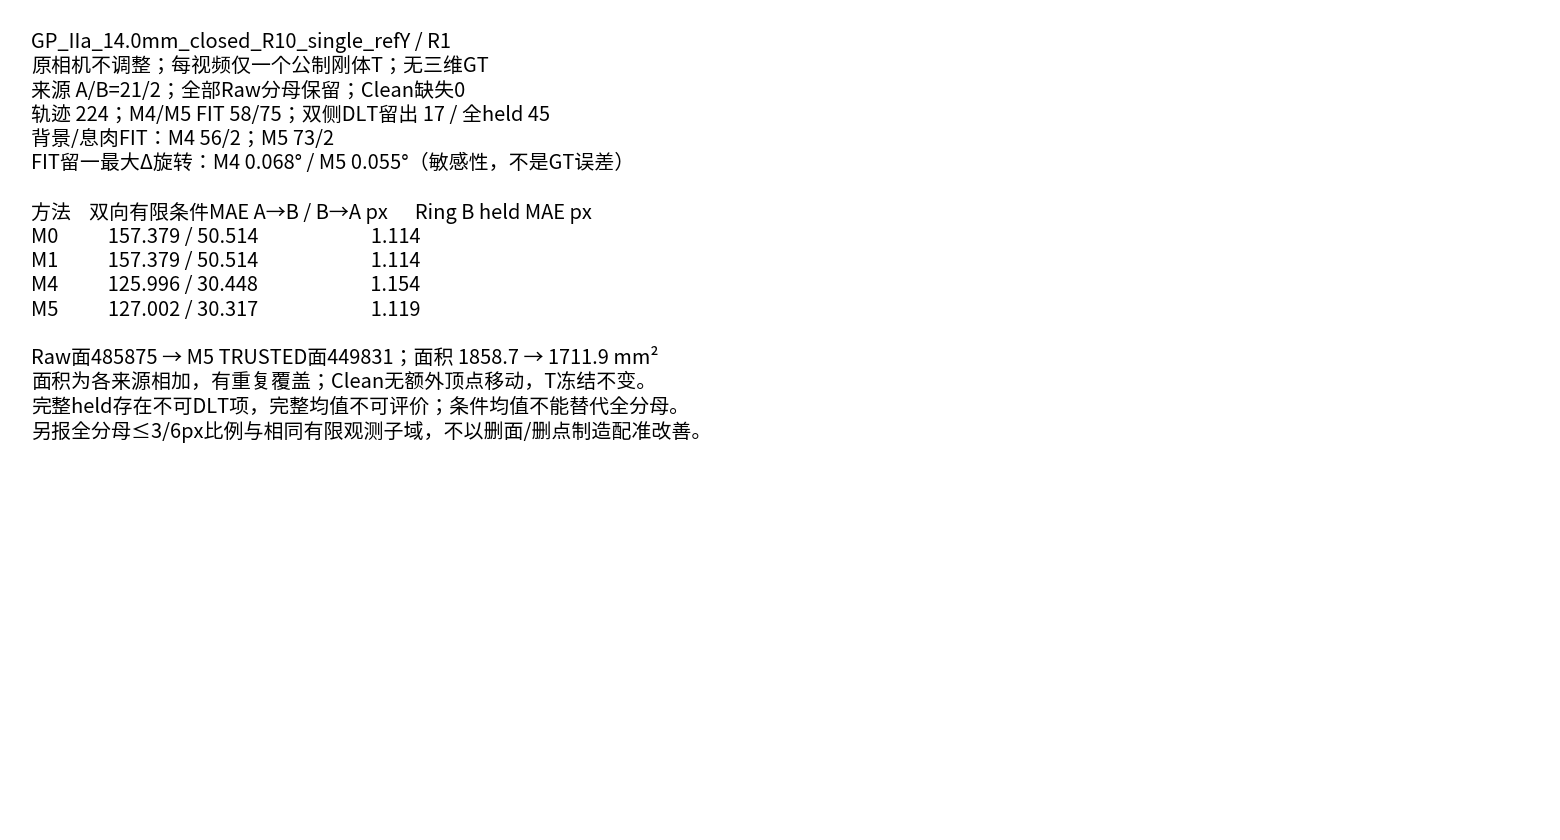 GP_IIa_14.0mm_closed_R10_single_refY / R1
原相机不调整；每视频仅一个公制刚体T；无三维GT
来源 A/B=21/2；全部Raw分母保留；Clean缺失0
轨迹 224；M4/M5 FIT 58/75；双侧DLT留出 17 / 全held 45
背景/息肉FIT：M4 56/2；M5 73/2
FIT留一最大Δ旋转：M4 0.068° / M5 0.055°（敏感性，不是GT误差）
方法 双向有限条件MAE A→B / B→A px Ring B held MAE px
M0 157.379 / 50.514 1.114
M1 157.379 / 50.514 1.114
M4 125.996 / 30.448 1.154
M5 127.002 / 30.317 1.119
Raw面485875 → M5 TRUSTED面449831；面积 1858.7 → 1711.9 mm²
面积为各来源相加，有重复覆盖；Clean无额外顶点移动，T冻结不变。
完整held存在不可DLT项，完整均值不可评价；条件均值不能替代全分母。
另报全分母≤3/6px比例与相同有限观测子域，不以删面/删点制造配准改善。